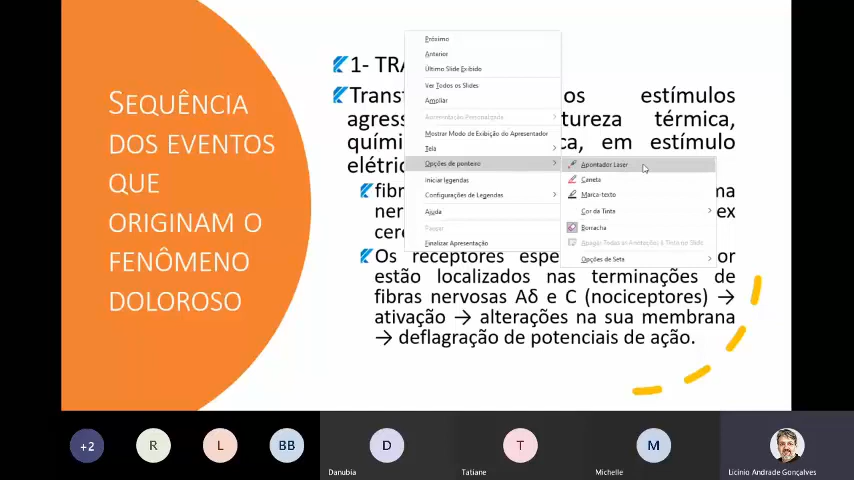 SEQUÊNCIA
DOS EVENTOS
QUE
ORIGINAM O
FENÔMENO
DOLOROSO
1- TRA
Transf os estímulos
agress tureza térmica,
quími ca, em estímulo
elétric
fibr ma
ner ex
cere
Os receptores espe or
estão localizados nas terminações de
fibras nervosas Aδ e C (nociceptores) →
ativação → alterações na sua membrana
→ deflagração de potenciais de ação.
Próximo
Anterior
Último Slide Exibido
Ver Todos os Slides
Ampliar
Apresentação Personalizada
Mostrar Modo de Exibição do Apresentador
Tela
Opções de ponteiro
Iniciar legendas
Configurações de Legendas
Ajuda
Pausar
Finalizar Apresentação
Apontador Laser
Caneta
Marca-texto
Cor da Tinta
Borracha
Apagar Todas as Anotações à Tinta no Slide
Opções de Seta
+2
R
L
BB
D
Danubia
T
Tatiane
M
Michelle
Licinio Andrade Gonçalves